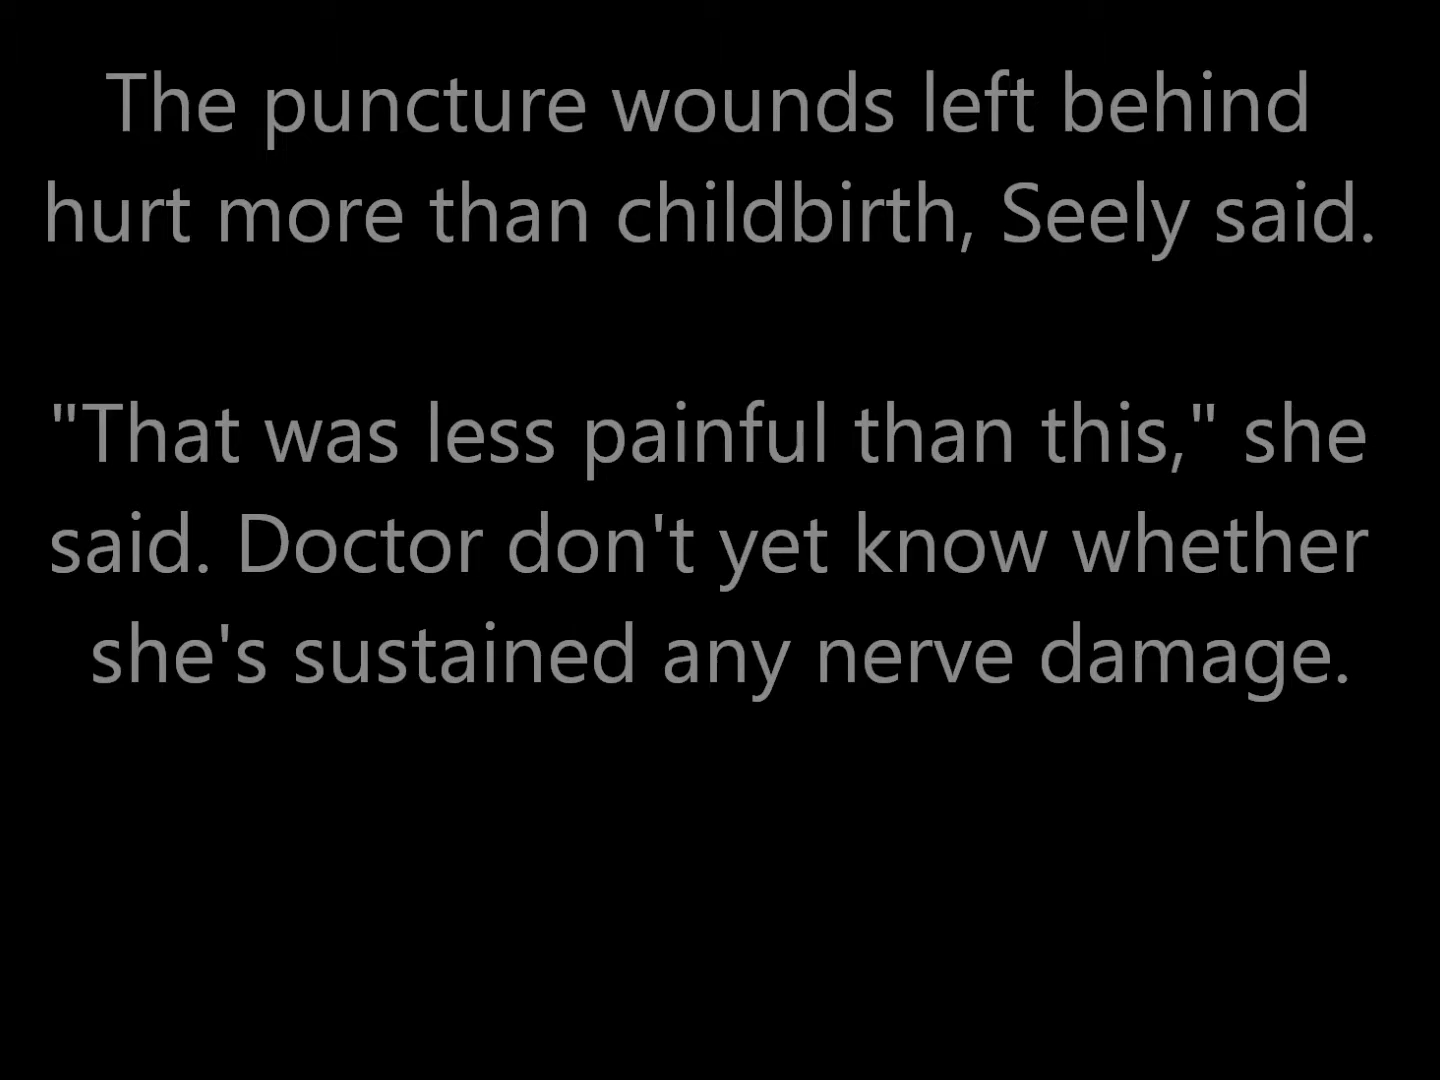 The puncture wounds left behind
hurt more than childbirth, Seely said.
"That was less painful than this," she
said. Doctor don't yet know whether
she's sustained any nerve damage.